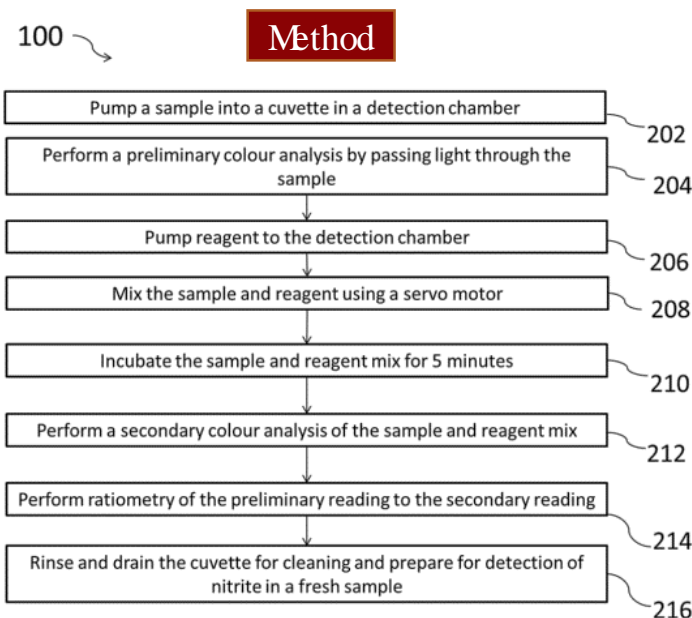 100
Method
Pump a sample into a cuvette in a detection chamber
202
Perform a preliminary colour analysis by passing light through the
sample
204
Pump reagent to the detection chamber
206
Mix the sample and reagent using a servo motor
208
Incubate the sample and reagent mix for 5 minutes
210
Perform a secondary colour analysis of the sample and reagent mix
212
Perform ratiometry of the preliminary reading to the secondary reading
214
Rinse and drain the cuvette for cleaning and prepare for detection of
nitrite in a fresh sample
216